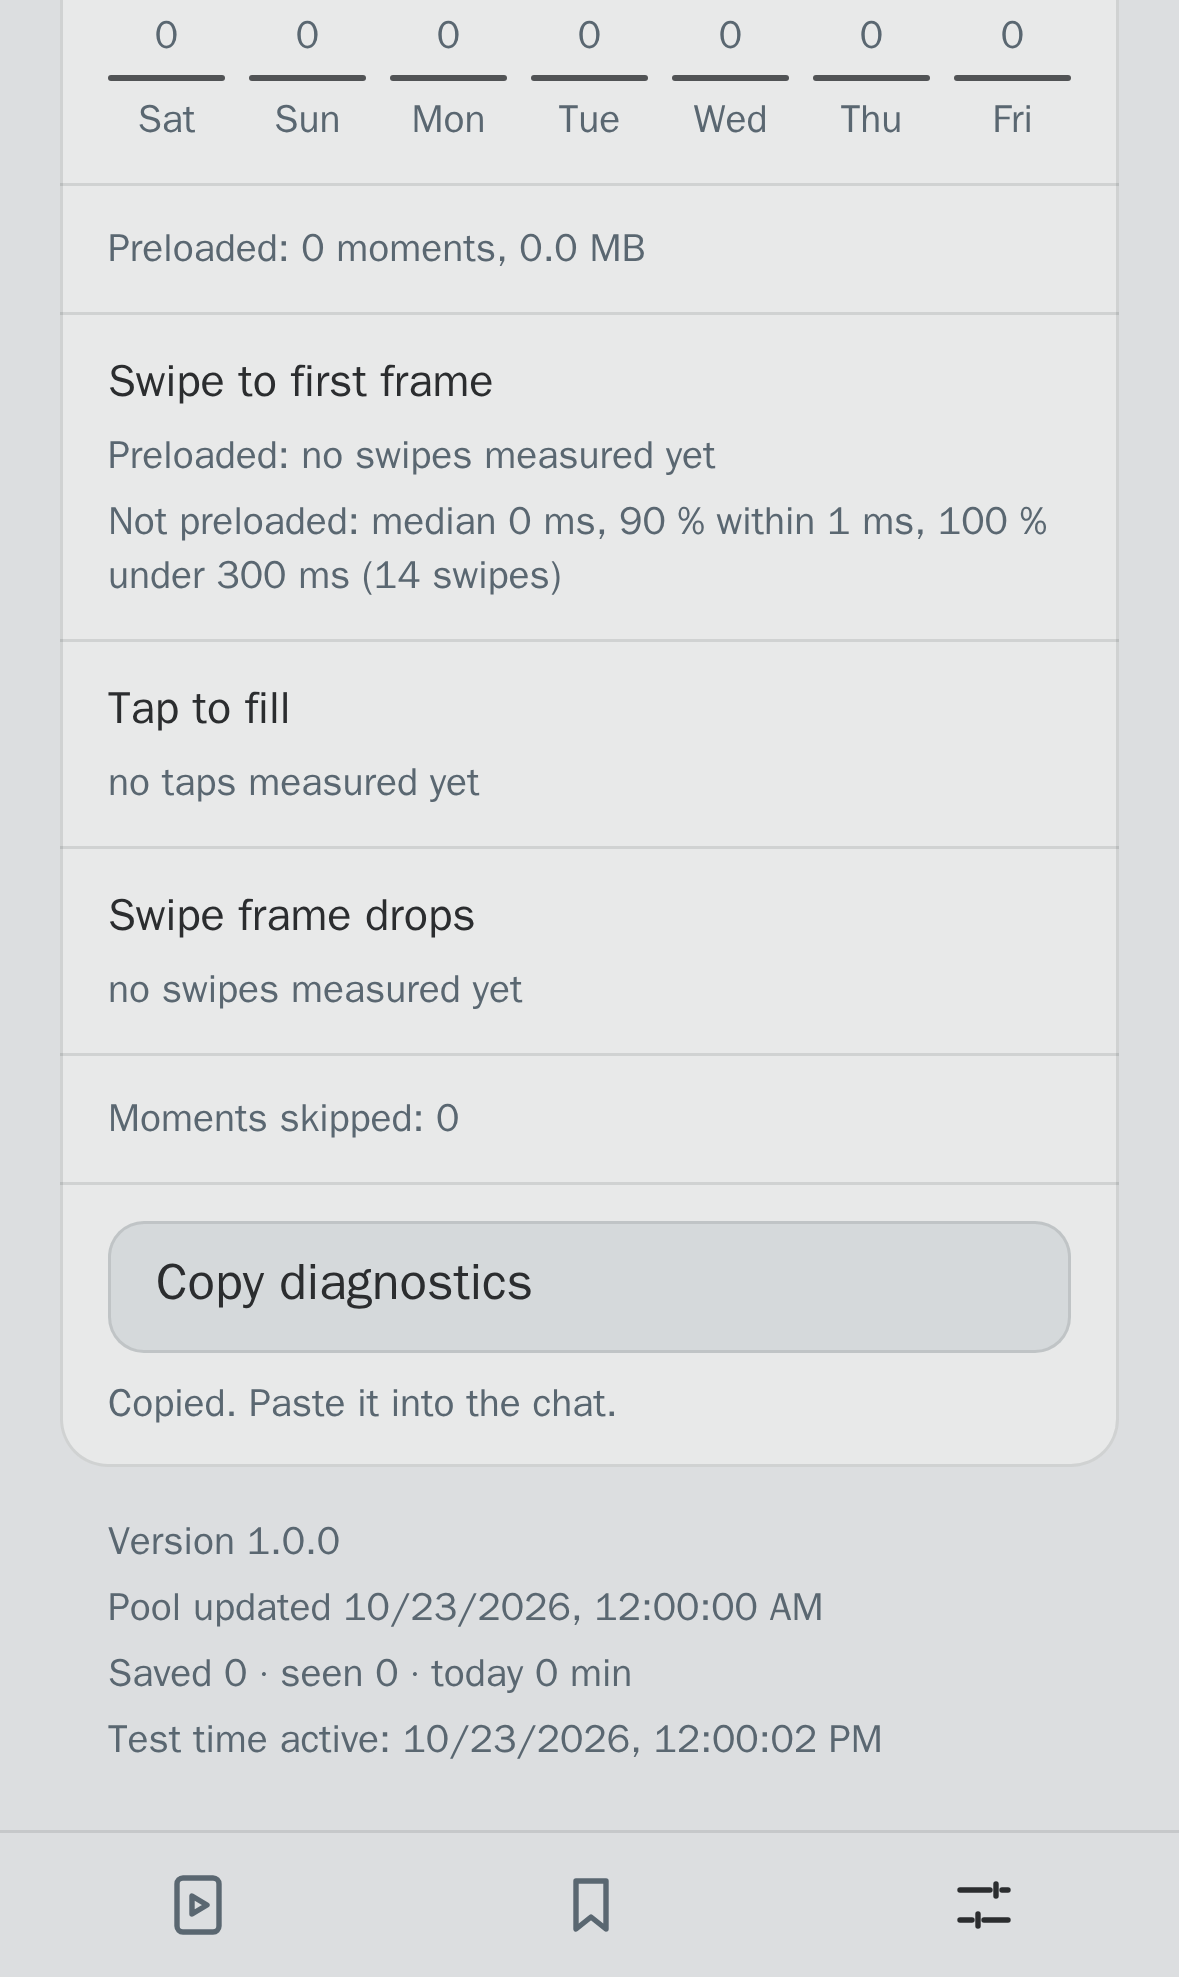 0 0 0 0 0 0 0
Sat Sun Mon Tue Wed Thu Fri
Preloaded: 0 moments, 0.0 MB
Swipe to first frame
Preloaded: no swipes measured yet
Not preloaded: median 0 ms, 90 % within 1 ms, 100 %
under 300 ms (14 swipes)
Tap to fill
no taps measured yet
Swipe frame drops
no swipes measured yet
Moments skipped: 0
Copy diagnostics
Copied. Paste it into the chat.
Version 1.0.0
Pool updated 10/23/2026, 12:00:00 AM
Saved 0 · seen 0 · today 0 min
Test time active: 10/23/2026, 12:00:02 PM